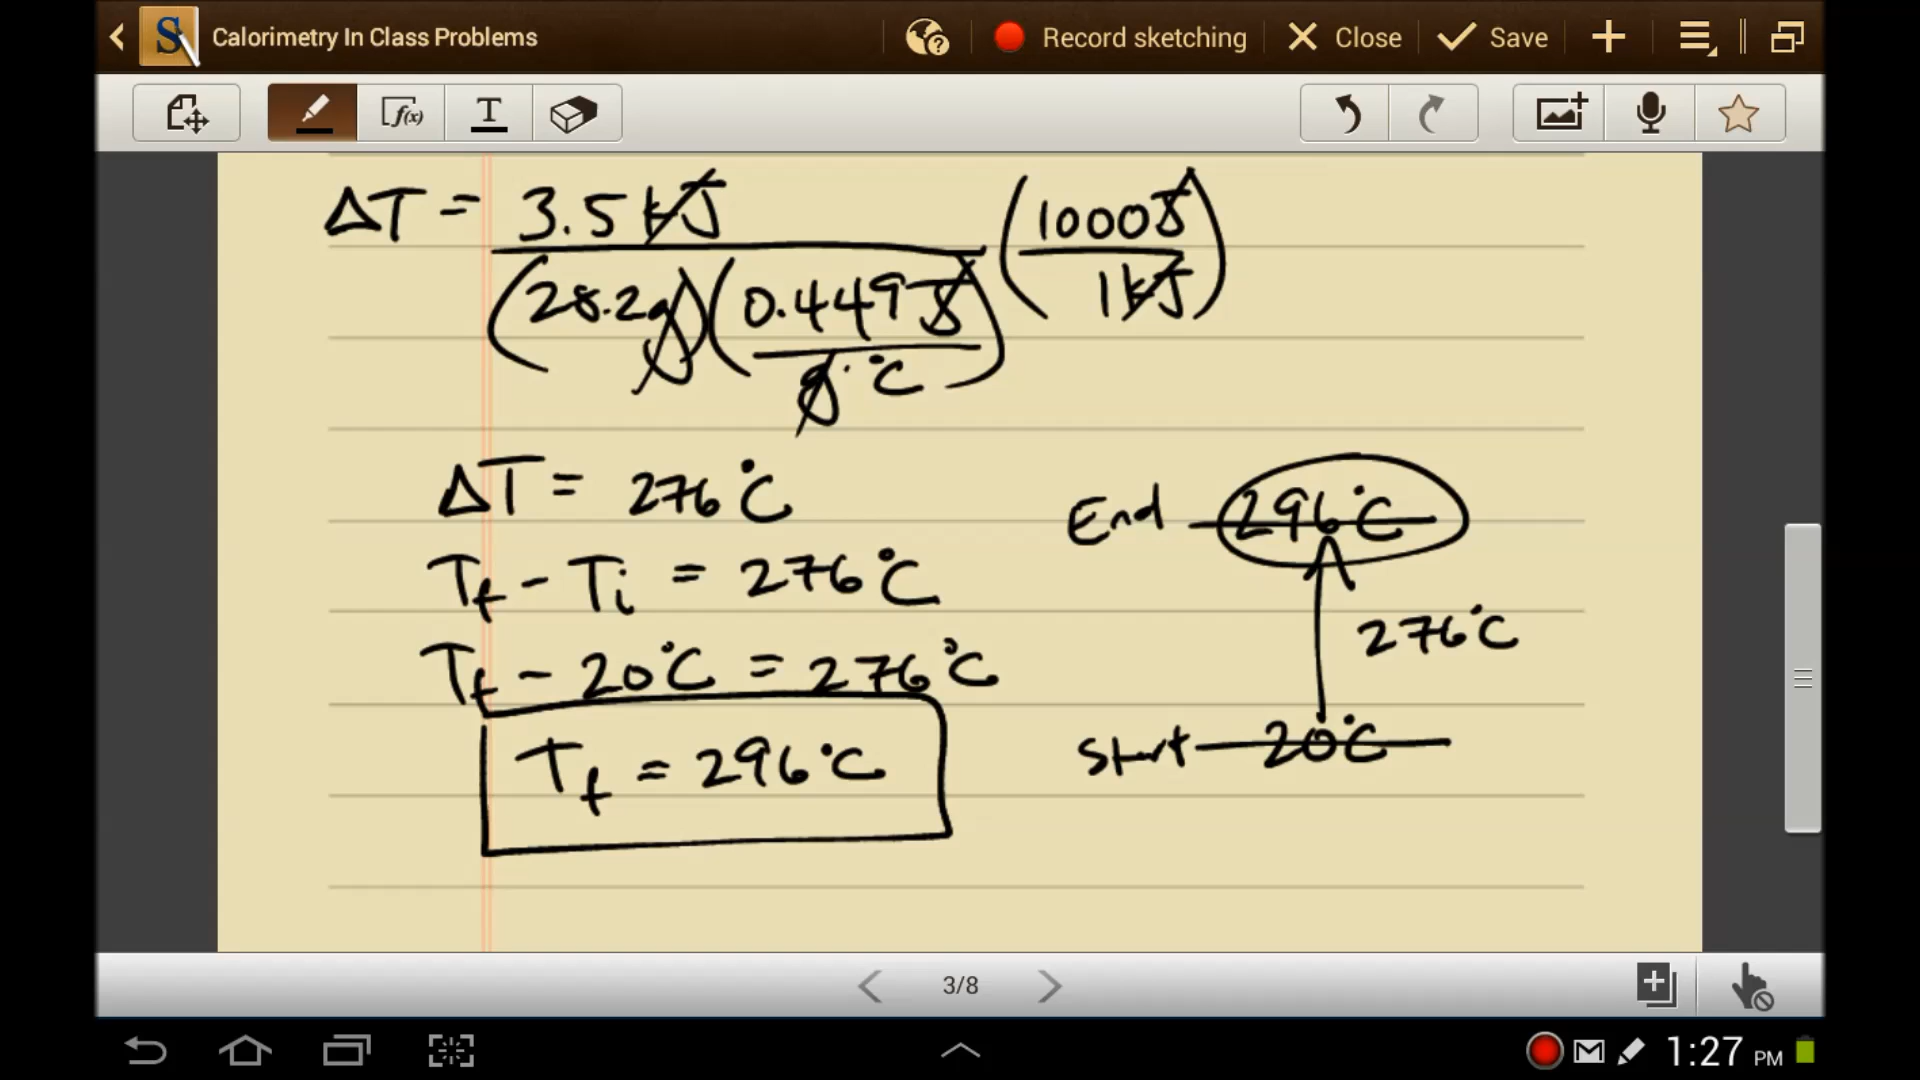 Calorimetry In Class Problems
Record sketching
Close
Save
f(x)
T
ΔT = 3.5 kJ
(28.2g)(0.449 J
g · °C)
(1000 J
1 kJ)
ΔT = 276°C
Tf - Ti = 276°C
Tf - 20°C = 276°C
Tf = 296°C
End 296°C
276°C
Start 20°C
3/8
1:27 PM